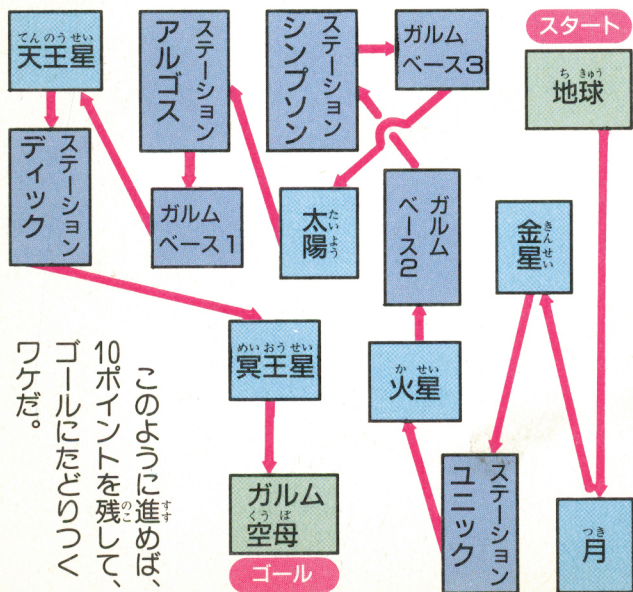 スタート
地球
ちきゅう
月
つき
金星
きんせい
ステーション
ユニック
火星
かせい
ガルム
ベース2
ステーション
シンプソン
ガルム
ベース3
太陽
たいよう
ステーション
アルゴス
ガルム
ベース1
天王星
てんのうせい
ステーション
ディック
冥王星
めいおうせい
ガルム
空母
くうぼ
ゴール
このように進めば、
すす
10ポイントを残して、
のこ
ゴールにたどりつく
ワケだ。